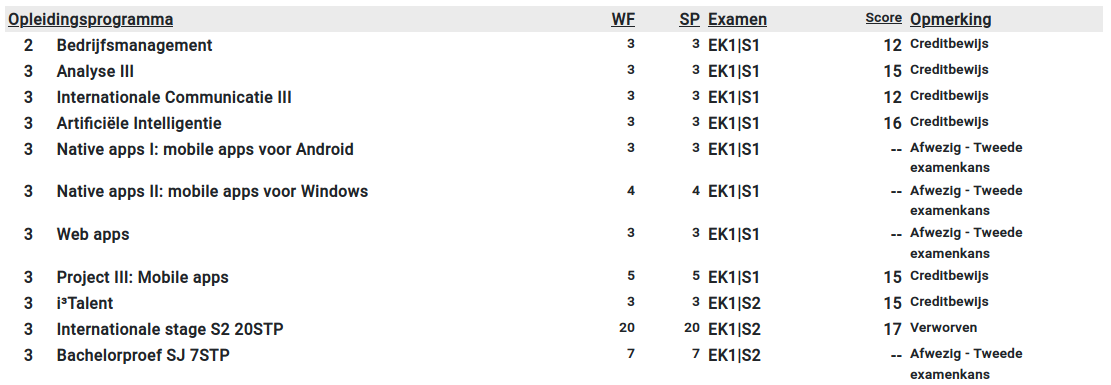 Opleidingsprogramma WF SP Examen Score Opmerking
2 Bedrijfsmanagement 3 3 EK1|S1 12 Creditbewijs
3 Analyse III 3 3 EK1|S1 15 Creditbewijs
3 Internationale Communicatie III 3 3 EK1|S1 12 Creditbewijs
3 Artificiële Intelligentie 3 3 EK1|S1 16 Creditbewijs
3 Native apps I: mobile apps voor Android 3 3 EK1|S1 -- Afwezig - Tweede
examenkans
3 Native apps II: mobile apps voor Windows 4 4 EK1|S1 -- Afwezig - Tweede
examenkans
3 Web apps 3 3 EK1|S1 -- Afwezig - Tweede
examenkans
3 Project III: Mobile apps 5 5 EK1|S1 15 Creditbewijs
3 i³Talent 3 3 EK1|S2 15 Creditbewijs
3 Internationale stage S2 20STP 20 20 EK1|S2 17 Verworven
3 Bachelorproef SJ 7STP 7 7 EK1|S2 -- Afwezig - Tweede
examenkans